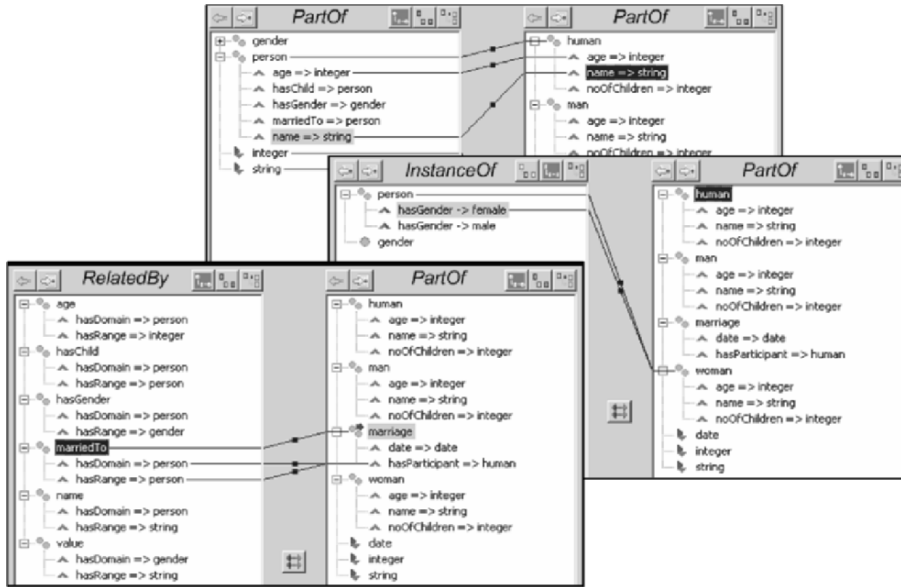 PartOf
gender
person
age => integer
hasChild => person
hasGender => gender
marriedTo => person
name => string
integer
string
PartOf
human
age => integer
name => string
noOfChildren => integer
man
age => integer
name => string
noOfChildren => integer
InstanceOf
person
hasGender -> female
hasGender -> male
gender
PartOf
human
age => integer
name => string
noOfChildren => integer
man
age => integer
name => string
noOfChildren => integer
marriage
date => date
hasParticipant => human
woman
age => integer
name => string
noOfChildren => integer
date
integer
string
RelatedBy
age
hasDomain => person
hasRange => integer
hasChild
hasDomain => person
hasRange => person
hasGender
hasDomain => person
hasRange => gender
marriedTo
hasDomain => person
hasRange => person
name
hasDomain => person
hasRange => string
value
hasDomain => gender
hasRange => string
PartOf
human
age => integer
name => string
noOfChildren => integer
man
age => integer
name => string
noOfChildren => integer
marriage
date => date
hasParticipant => human
woman
age => integer
name => string
noOfChildren => integer
date
integer
string